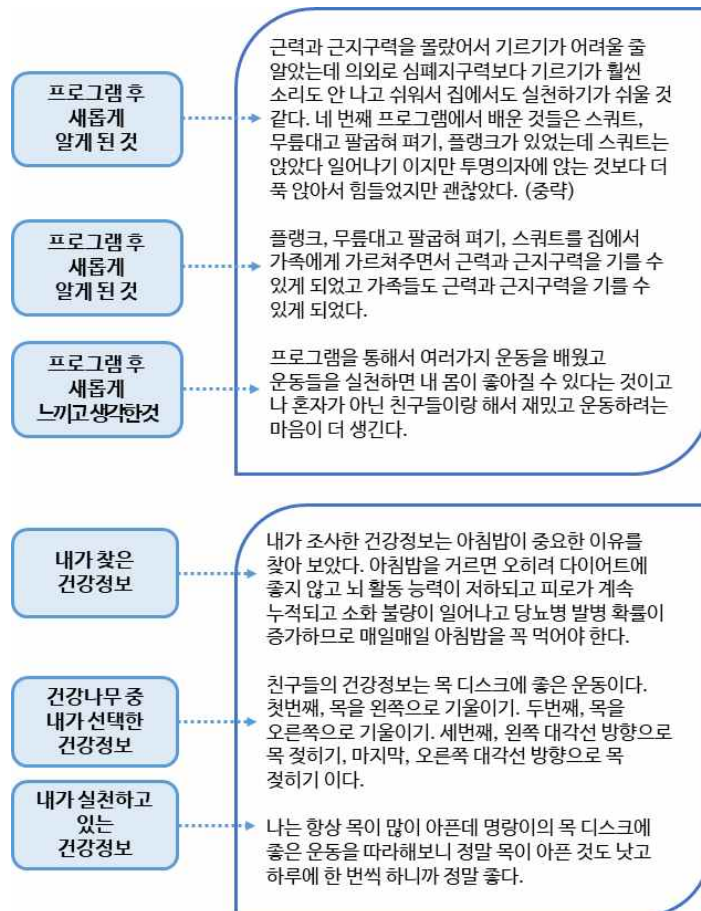 프로그램 후
새롭게
알게 된 것
근력과 근지구력을 몰랐어서 기르기가 어려울 줄
알았는데 의외로 심폐지구력보다 기르기가 훨씬
소리도 안 나고 쉬워서 집에서도 실천하기가 쉬울 것
같다. 네 번째 프로그램에서 배운 것들은 스쿼트,
무릎대고 팔굽혀 펴기, 플랭크가 있었는데 스쿼트는
앉았다 일어나기 이지만 투명의자에 앉는 것보다 더
푹 앉아서 힘들었지만 괜찮았다. (중략)
프로그램 후
새롭게
알게 된 것
플랭크, 무릎대고 팔굽혀 펴기, 스쿼트를 집에서
가족에게 가르쳐주면서 근력과 근지구력을 기를 수
있게 되었고 가족들도 근력과 근지구력을 기를 수
있게 되었다.
프로그램 후
새롭게
느끼고 생각한것
프로그램을 통해서 여러가지 운동을 배웠고
운동들을 실천하면 내 몸이 좋아질 수 있다는 것이고
나 혼자가 아닌 친구들이랑 해서 재밌고 운동하려는
마음이 더 생긴다.
내가 찾은
건강정보
내가 조사한 건강정보는 아침밥이 중요한 이유를
찾아 보았다. 아침밥을 거르면 오히려 다이어트에
좋지 않고 뇌 활동 능력이 저하되고 피로가 계속
누적되고 소화 불량이 일어나고 당뇨병 발병 확률이
증가하므로 매일매일 아침밥을 꼭 먹어야 한다.
건강나무 중
내가 선택한
건강정보
친구들의 건강정보는 목 디스크에 좋은 운동이다.
첫번째, 목을 왼쪽으로 기울이기. 두번째, 목을
오른쪽으로 기울이기. 세번째, 왼쪽 대각선 방향으로
목 젖히기, 마지막, 오른쪽 대각선 방향으로 목
젖히기 이다.
내가 실천하고
있는
건강정보
나는 항상 목이 많이 아픈데 명랑이의 목 디스크에
좋은 운동을 따라해보니 정말 목이 아픈 것도 낫고
하루에 한 번씩 하니까 정말 좋다.